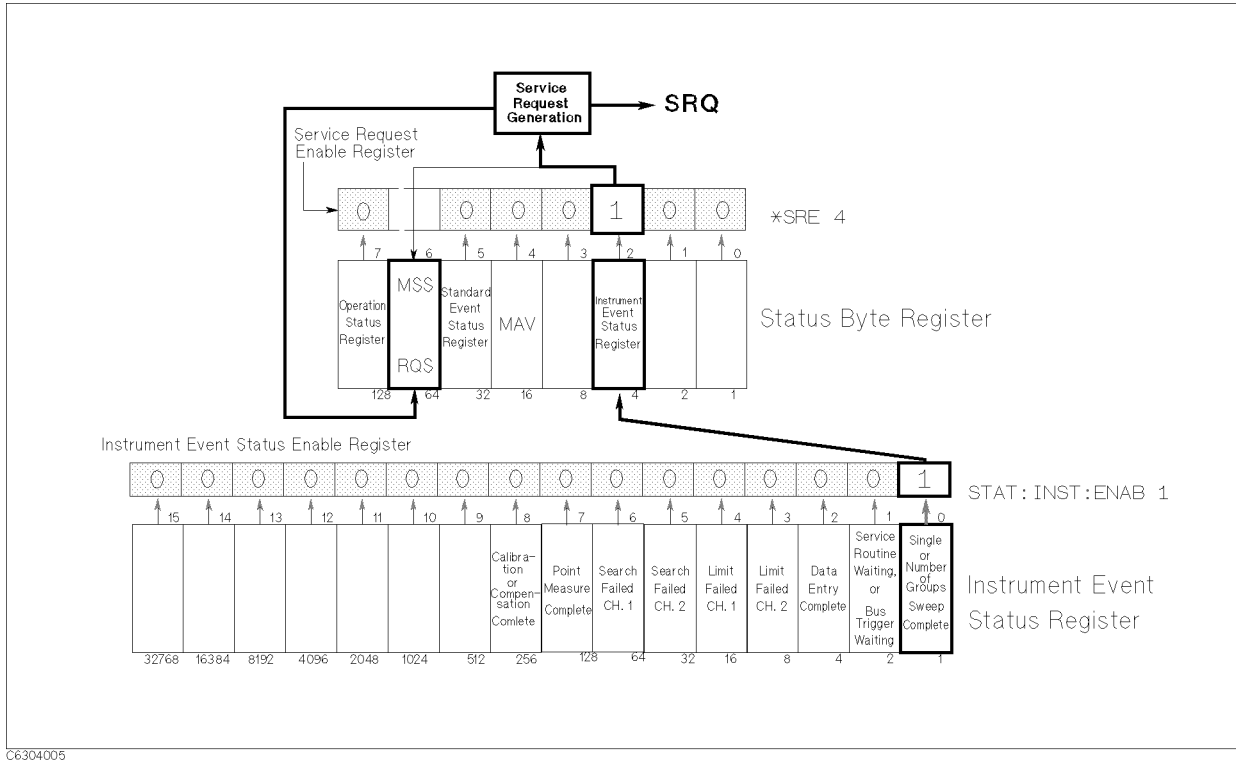 Service
Request
Generation
SRQ
Service Request
Enable Register
0 0 0 0 1 0 0
*SRE 4
7 6 5 4 3 2 1 0
Operation
Status
Register
MSS
RQS
Standard
Event
Status
Register
MAV
Instrument
Event
Status
Register
Status Byte Register
128 64 32 16 8 4 2 1
Instrument Event Status Enable Register
0 0 0 0 0 0 0 0 0 0 0 0 0 0 0 1
STAT: INST: ENAB 1
15 14 13 12 11 10 9 8 7 6 5 4 3 2 1 0
Calibra-
tion
or
Compen-
sation
Comlete
Point
Measure
Complete
Search
Failed
CH. 1
Search
Failed
CH. 2
Limit
Failed
CH. 1
Limit
Failed
CH. 2
Data
Entry
Complete
Service
Routine
Waiting,
or
Bus
Trigger
Waiting
Single
or
Number
of
Groups
Sweep
Complete
Instrument Event
Status Register
32768 16384 8192 4096 2048 1024 512 256 128 64 32 16 8 4 2 1
C6304005